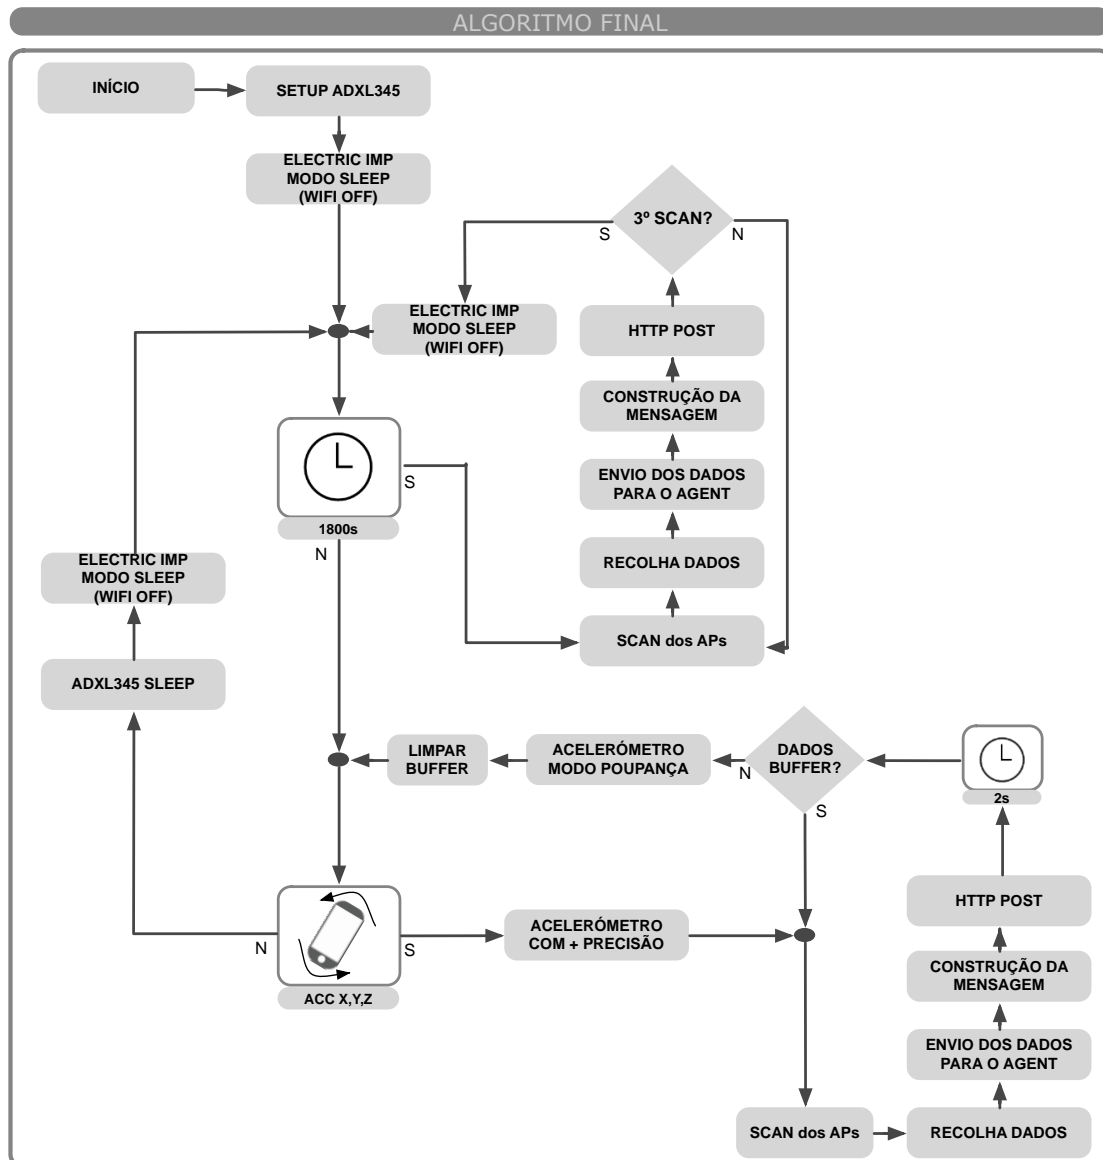 ALGORITMO FINAL
INÍCIO
SETUP ADXL345
ELECTRIC IMP
MODO SLEEP
(WIFI OFF)
3º SCAN?
S
N
ELECTRIC IMP
MODO SLEEP
(WIFI OFF)
HTTP POST
CONSTRUÇÃO DA
MENSAGEM
ENVIO DOS DADOS
PARA O AGENT
S
1800s
N
RECOLHA DADOS
ELECTRIC IMP
MODO SLEEP
(WIFI OFF)
SCAN dos APs
ADXL345 SLEEP
LIMPAR
BUFFER
ACELERÓMETRO
MODO POUPANÇA
N
DADOS
BUFFER?
S
2s
HTTP POST
ACELERÓMETRO
COM + PRECISÃO
N
S
ACC X,Y,Z
CONSTRUÇÃO DA
MENSAGEM
ENVIO DOS DADOS
PARA O AGENT
SCAN dos APs
RECOLHA DADOS